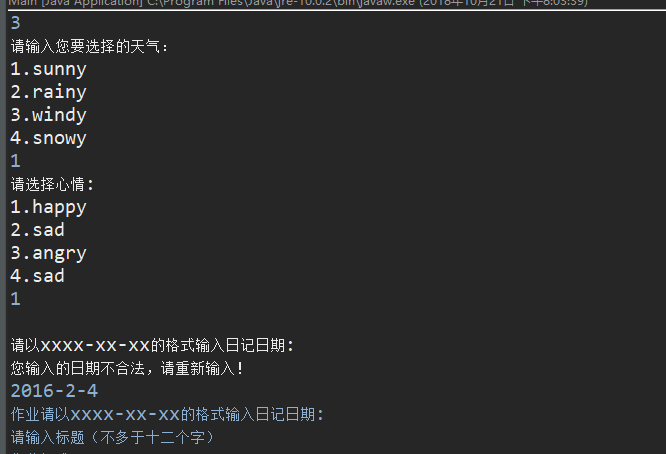 Main [Java Application] C:\Program Files\Java\jre-10.0.2\bin\javaw.exe (2018年10月21日 下午8:03:59)
3
请输入您要选择的天气:
1.sunny
2.rainy
3.windy
4.snowy
1
请选择心情:
1.happy
2.sad
3.angry
4.sad
1
请以xxxx-xx-xx的格式输入日记日期:
您输入的日期不合法，请重新输入!
2016-2-4
作业请以xxxx-xx-xx的格式输入日记日期:
请输入标题（不多于十二个字）